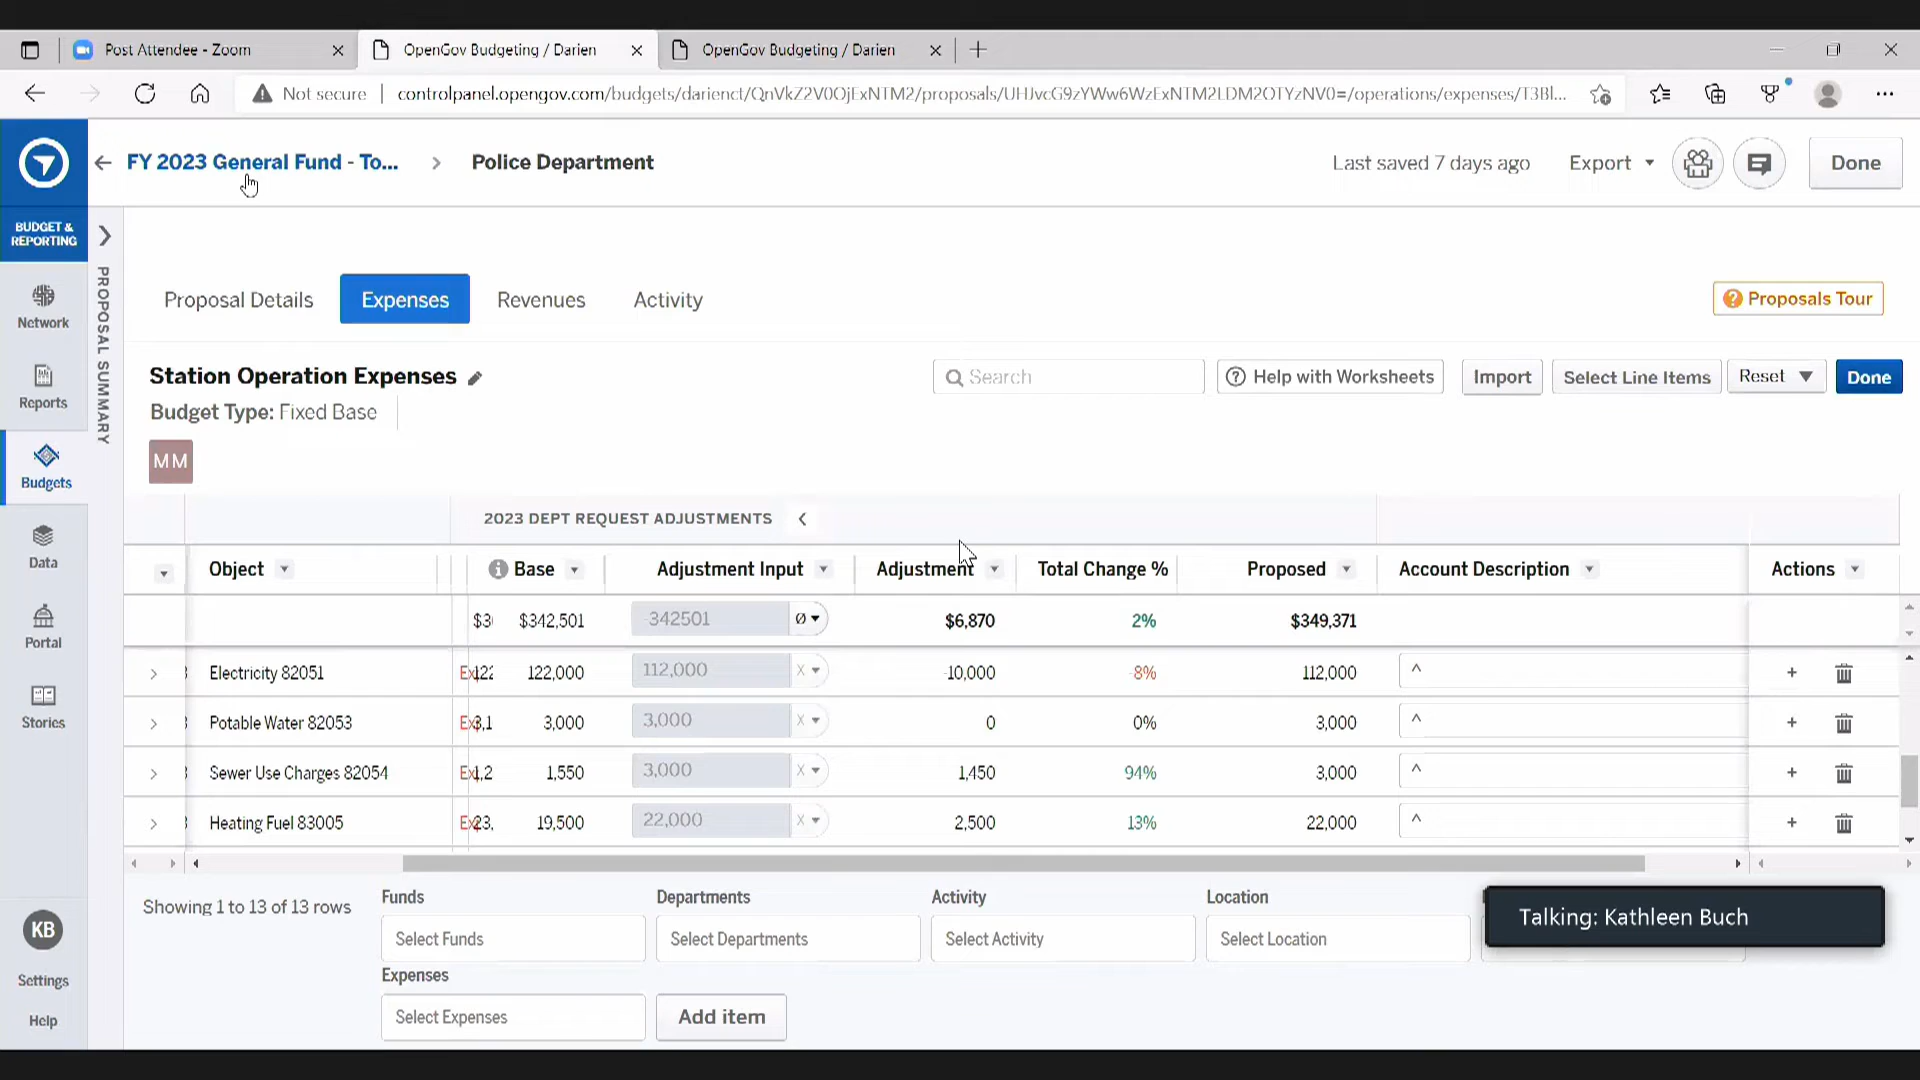 Post Attendee - Zoom
OpenGov Budgeting / Darien
OpenGov Budgeting / Darien
Not secure
controlpanel.opengov.com/budgets/darienct/QnVkZ2V0OjExNTM2/proposals/UHJvcG9zYWw6WzExNTM2LDM2OTYzNV0=/operations/expenses/T3Bl...
FY 2023 General Fund - To...
Police Department
Last saved 7 days ago
Export
Done
BUDGET & REPORTING
PROPOSAL SUMMARY
Network
Reports
Budgets
Data
Portal
Stories
KB
Settings
Help
Proposal Details
Expenses
Revenues
Activity
Proposals Tour
Station Operation Expenses
Search
Help with Worksheets
Import
Select Line Items
Reset
Done
Budget Type: Fixed Base
MM
2023 DEPT REQUEST ADJUSTMENTS
Object Base Adjustment Input Adjustment Total Change % Proposed Account Description Actions
$342,501 -342501 Ø $6,870 2% $349,371
Electricity 82051 122,000 112,000 X -10,000 -8% 112,000 ^
Potable Water 82053 3,000 3,000 X 0 0% 3,000 ^
Sewer Use Charges 82054 1,550 3,000 X 1,450 94% 3,000 ^
Heating Fuel 83005 19,500 22,000 X 2,500 13% 22,000 ^
Showing 1 to 13 of 13 rows
Funds
Select Funds
Departments
Select Departments
Activity
Select Activity
Location
Select Location
Talking: Kathleen Buch
Expenses
Select Expenses
Add item